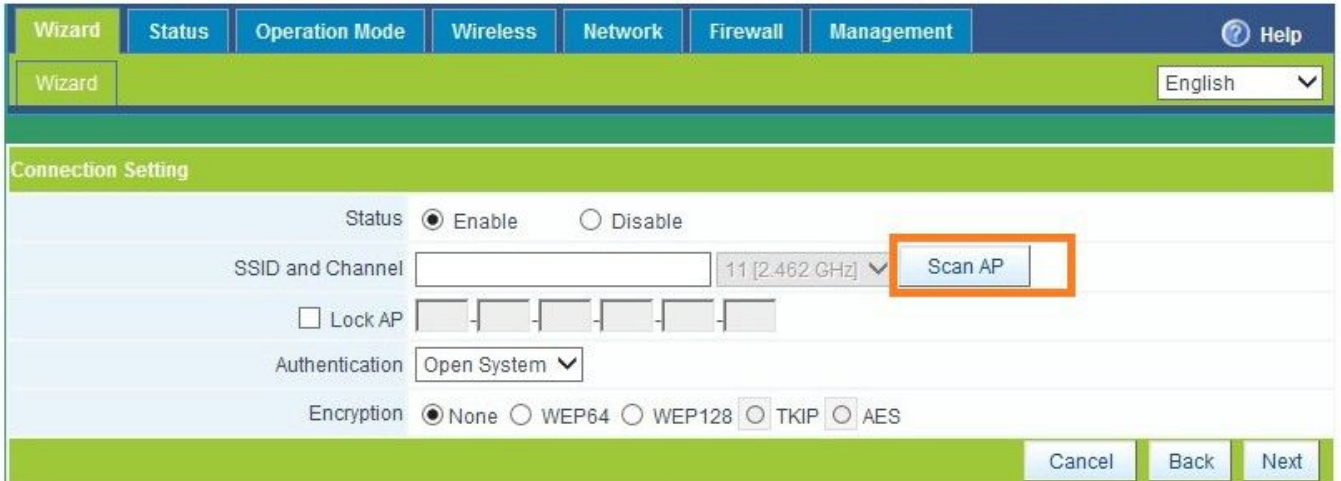 Wizard Status Operation Mode Wireless Network Firewall Management Help
Wizard English
Connection Setting
Status Enable Disable
SSID and Channel 11 [2.462 GHz] Scan AP
Lock AP - - - - -
Authentication Open System
Encryption None WEP64 WEP128 TKIP AES
Cancel Back Next